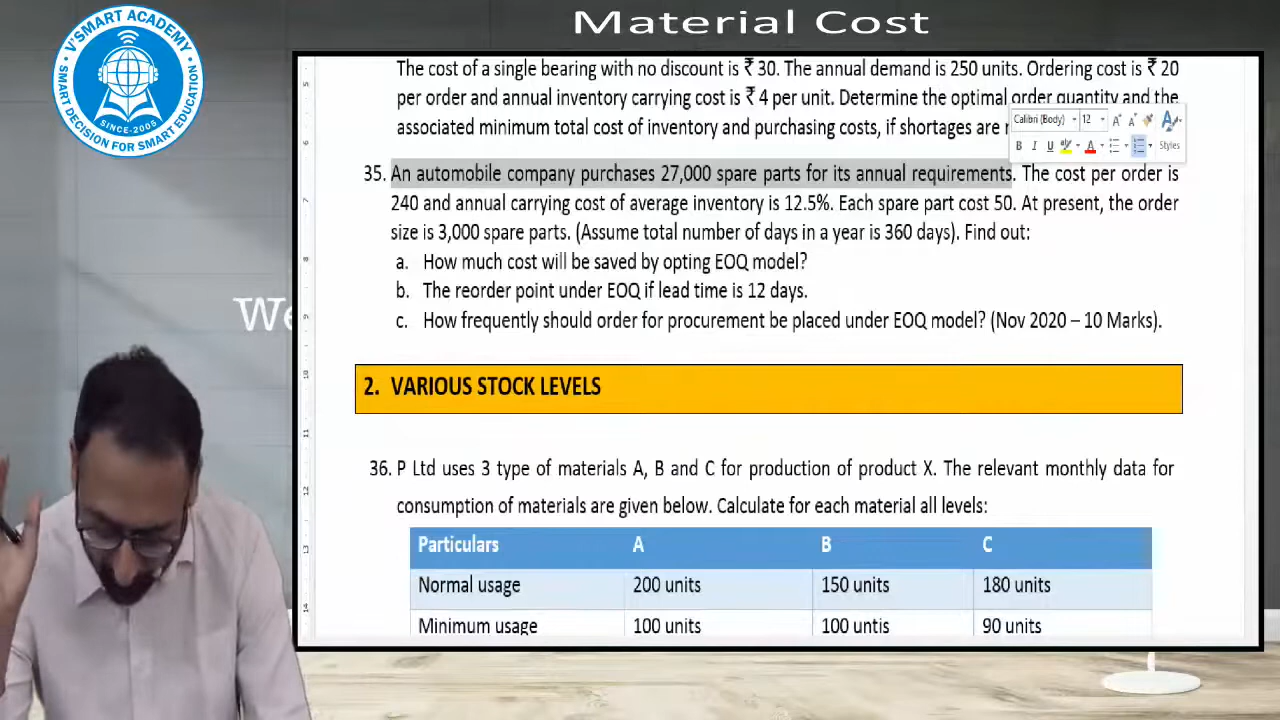 Material Cost
V'SMART ACADEMY
SMART DECISION FOR SMART EDUCATION
SINCE-2008
We
The cost of a single bearing with no discount is ₹ 30. The annual demand is 250 units. Ordering cost is ₹ 20
per order and annual inventory carrying cost is ₹ 4 per unit. Determine the optimal order quantity and the
associated minimum total cost of inventory and purchasing costs, if shortages are
Calibri (Body) 12
B I U Styles
35. An automobile company purchases 27,000 spare parts for its annual requirements. The cost per order is
240 and annual carrying cost of average inventory is 12.5%. Each spare part cost 50. At present, the order
size is 3,000 spare parts. (Assume total number of days in a year is 360 days). Find out:
a. How much cost will be saved by opting EOQ model?
b. The reorder point under EOQ if lead time is 12 days.
c. How frequently should order for procurement be placed under EOQ model? (Nov 2020 – 10 Marks).
2. VARIOUS STOCK LEVELS
36. P Ltd uses 3 type of materials A, B and C for production of product X. The relevant monthly data for
consumption of materials are given below. Calculate for each material all levels:
Particulars A B C
Normal usage 200 units 150 units 180 units
Minimum usage 100 units 100 untis 90 units